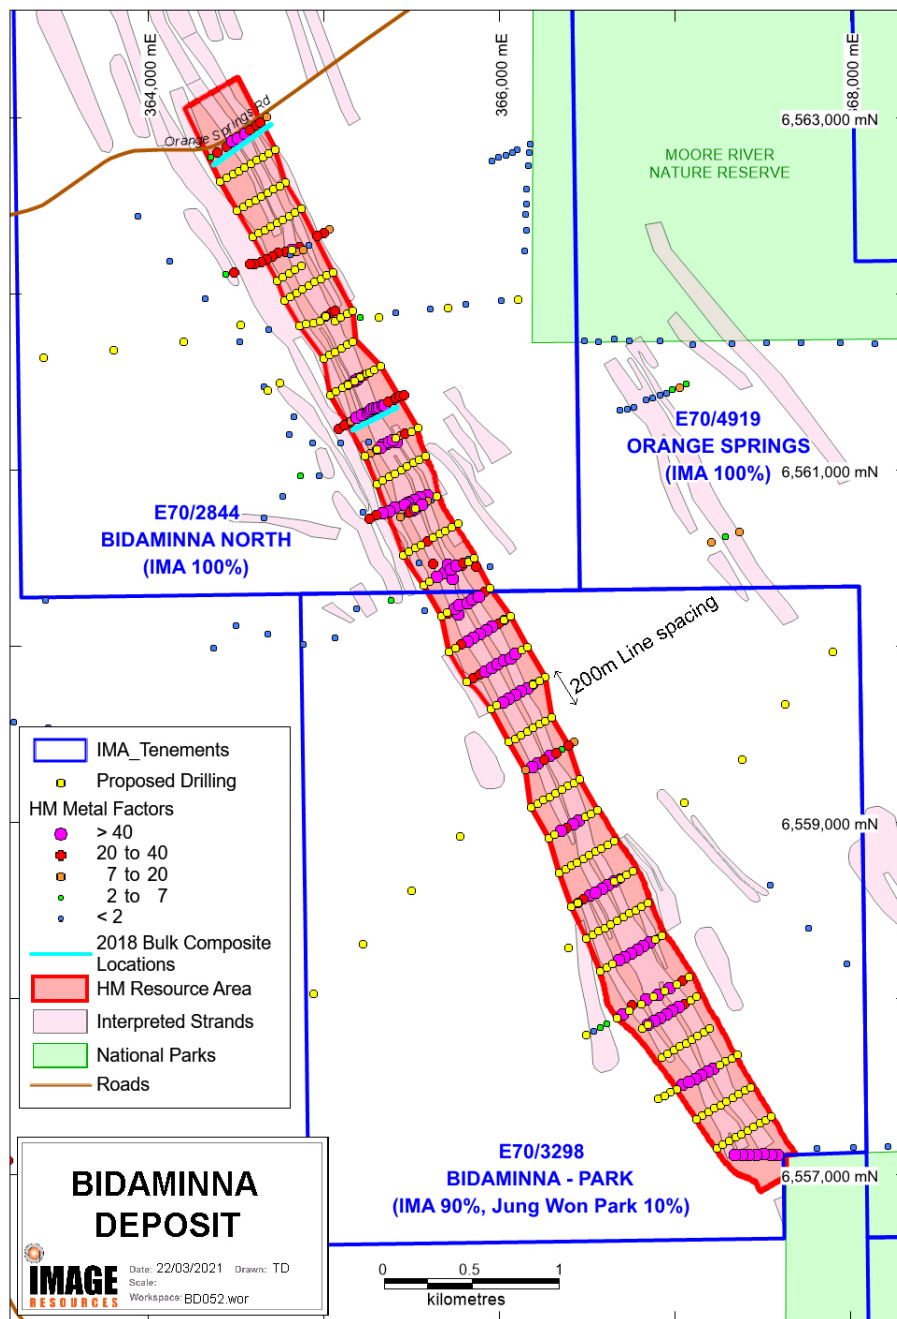 364,000 mE
366,000 mE
368,000 mE
6,563,000 mN
Orange Springs Rd
MOORE RIVER
NATURE RESERVE
E70/4919
ORANGE SPRINGS
(IMA 100%)
6,561,000 mN
E70/2844
BIDAMINNA NORTH
(IMA 100%)
200m Line spacing
IMA_Tenements
Proposed Drilling
HM Metal Factors
> 40
20 to 40
7 to 20
2 to 7
< 2
2018 Bulk Composite
Locations
HM Resource Area
Interpreted Strands
National Parks
Roads
6,559,000 mN
E70/3298
BIDAMINNA - PARK
(IMA 90%, Jung Won Park 10%)
6,557,000 mN
BIDAMINNA
DEPOSIT
IMAGE
RESOURCES
Date: 22/03/2021 Drawn: TD
Scale:
Workspace: BD052.wor
0 0.5 1
kilometres